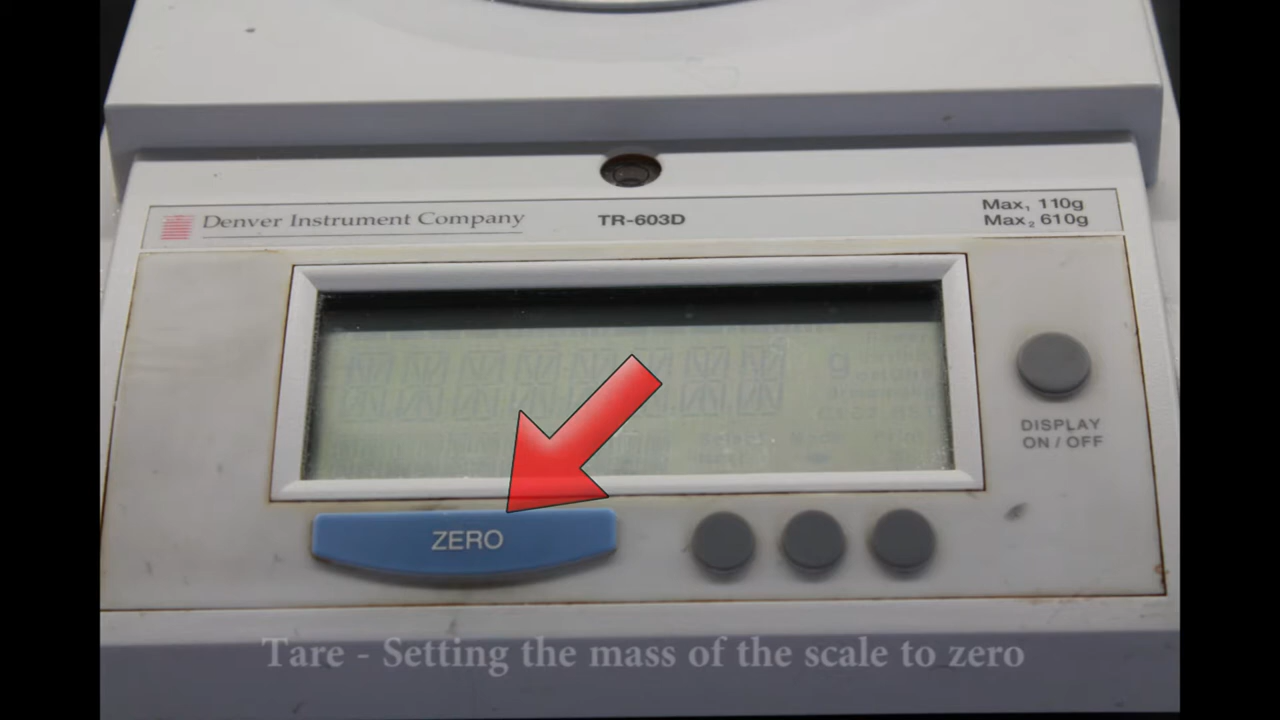 Denver Instrument Company
TR-603D
Max₁ 110g
Max₂ 610g
g
DISPLAY
ON / OFF
ZERO
Tare - Setting the mass of the scale to zero